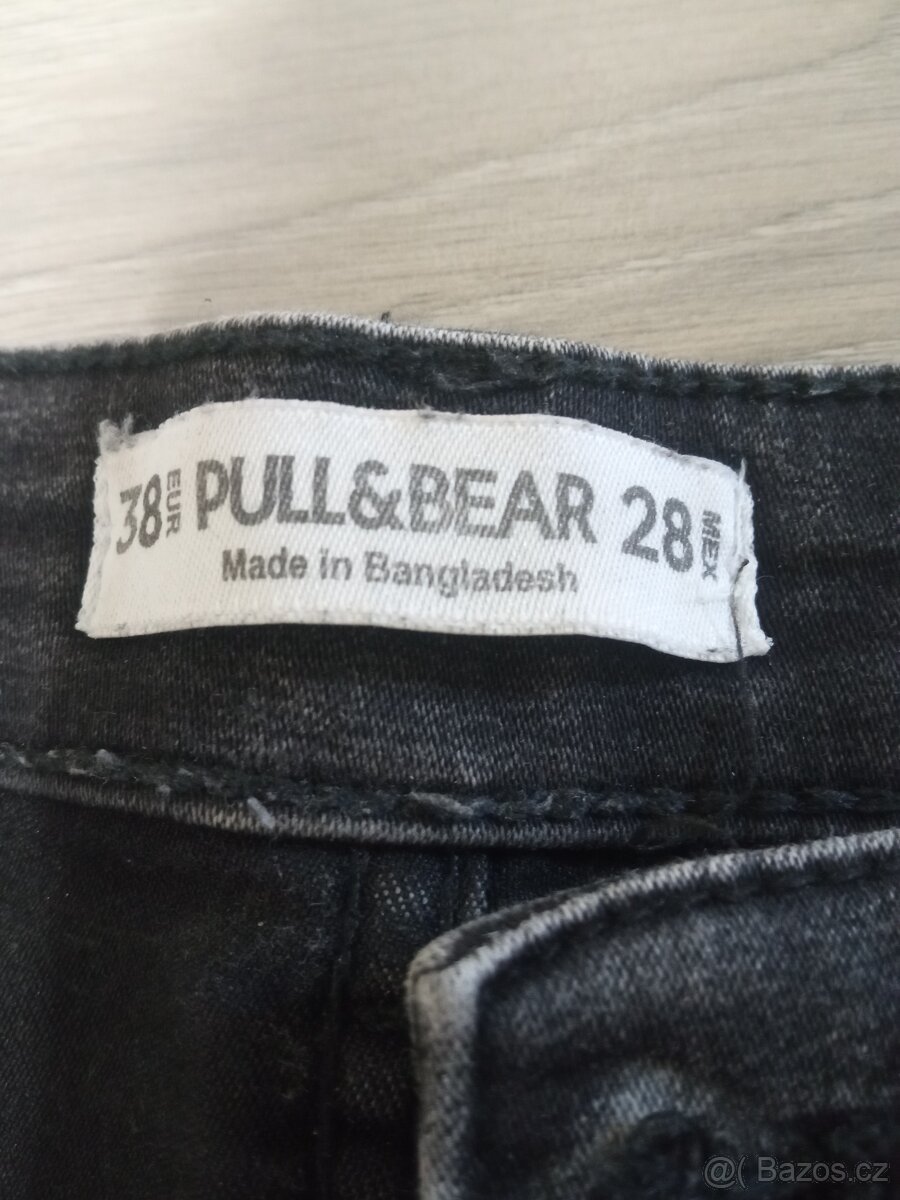 38 EUR PULL&BEAR 28 MEX
Made in Bangladesh
@( Bazos.cz